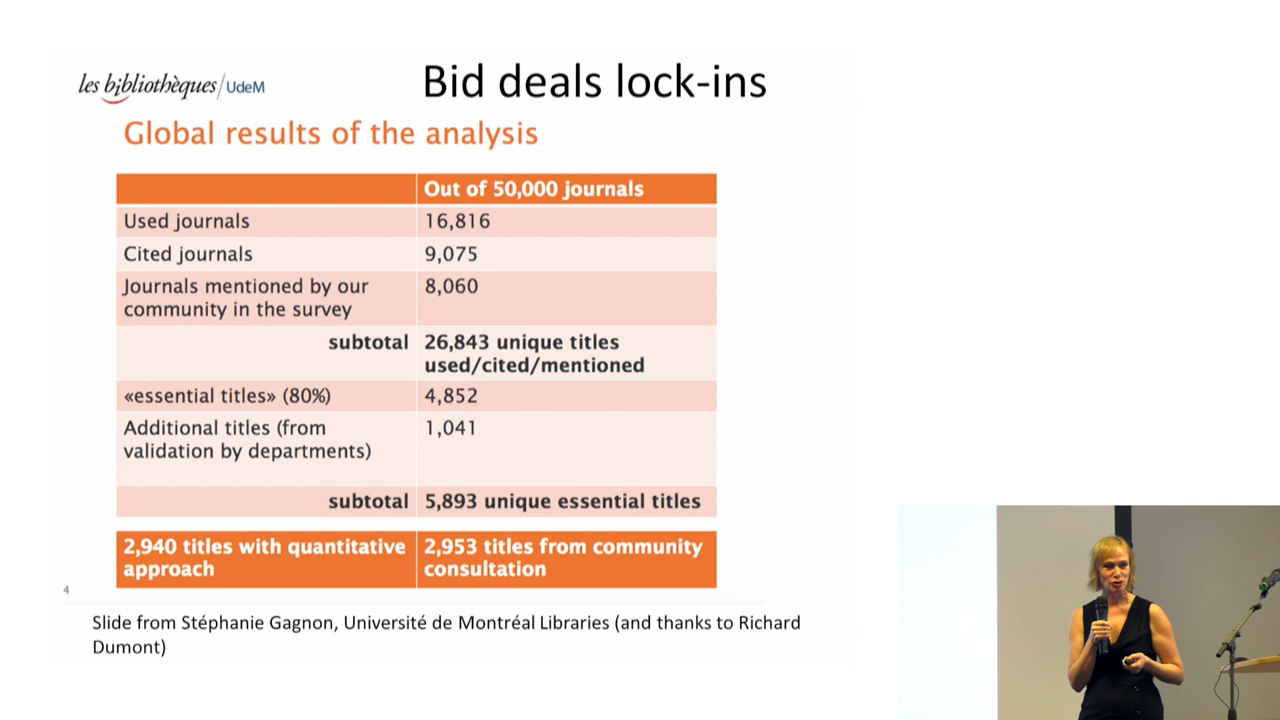 les bibliothèques/UdeM
Bid deals lock-ins
Global results of the analysis
Out of 50,000 journals
Used journals 16,816
Cited journals 9,075
Journals mentioned by our 8,060
community in the survey
subtotal 26,843 unique titles
used/cited/mentioned
«essential titles» (80%) 4,852
Additional titles (from 1,041
validation by departments)
subtotal 5,893 unique essential titles
2,940 titles with quantitative 2,953 titles from community
approach consultation
4
Slide from Stéphanie Gagnon, Université de Montréal Libraries (and thanks to Richard
Dumont)